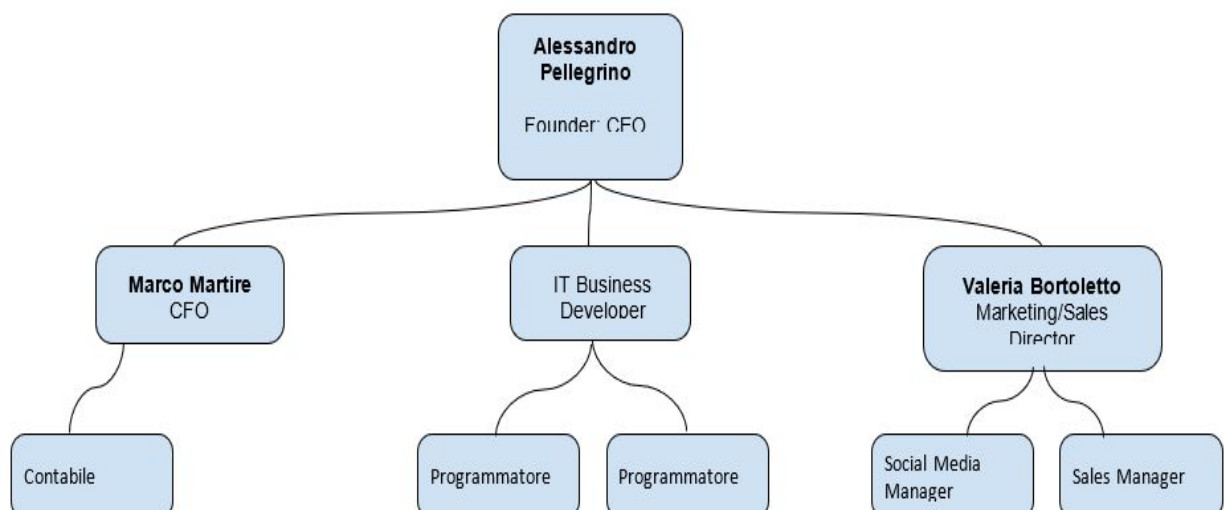 Alessandro
Pellegrino
Founder; CEO
Marco Martire
CFO
IT Business
Developer
Valeria Bortoletto
Marketing/Sales
Director
Contabile
Programmatore
Programmatore
Social Media
Manager
Sales Manager